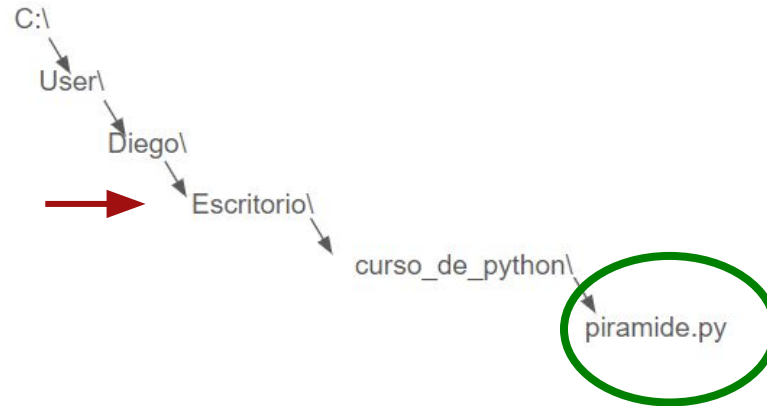 C:\
User\
Diego\
Escritorio\
curso_de_python\
piramide.py